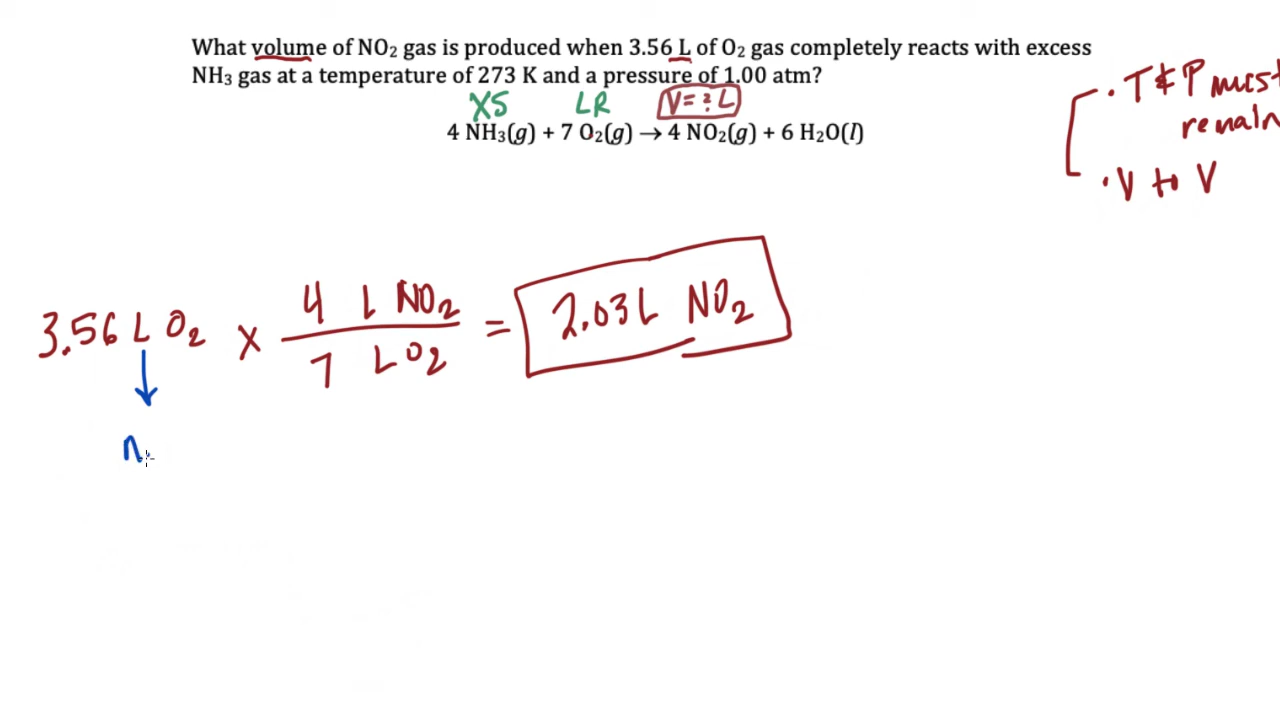 What volume of NO₂ gas is produced when 3.56 L of O₂ gas completely reacts with excess
NH₃ gas at a temperature of 273 K and a pressure of 1.00 atm?
XS LR V = ? L
4 NH₃(g) + 7 O₂(g) → 4 NO₂(g) + 6 H₂O(l)
• T & P must
remain
• V to V
3.56 L O₂ × 4 L NO₂ / 7 L O₂ = 2.03 L NO₂
n